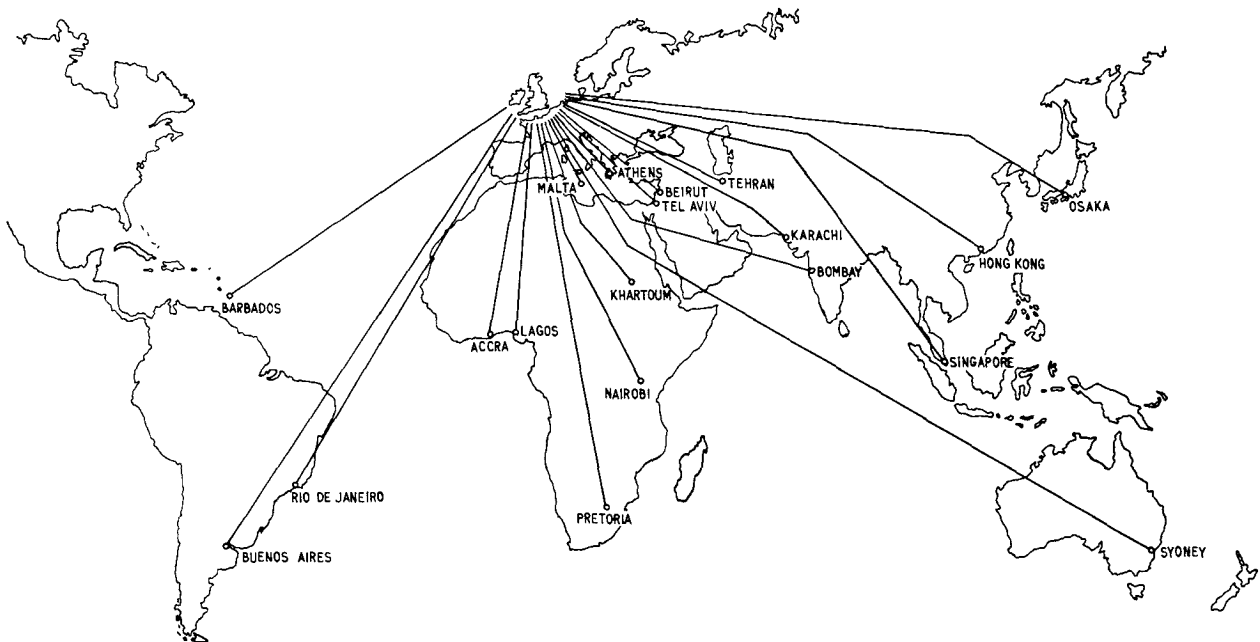 ATHENS
MALTA
TEHRAN
BEIRUT
TEL AVIV
OSAKA
KARACHI
HONG KONG
BOMBAY
KHARTOUM
BARBADOS
LAGOS
ACCRA
SINGAPORE
NAIROBI
RIO DE JANEIRO
PRETORIA
BUENOS AIRES
SYONEY